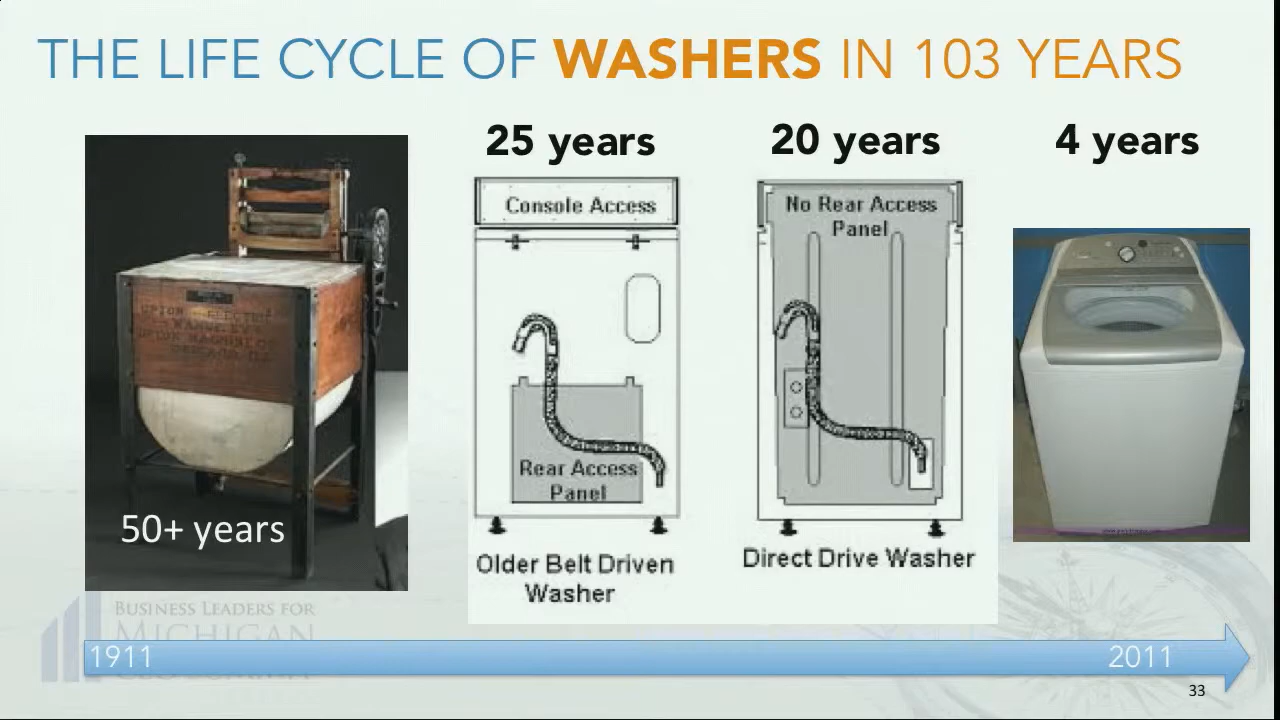 THE LIFE CYCLE OF WASHERS IN 103 YEARS
25 years
20 years
4 years
Console Access
No Rear Access
Panel
Rear Access
Panel
50+ years
Older Belt Driven
Washer
Direct Drive Washer
BUSINESS LEADERS FOR
MICHIGAN
1911
2011
33